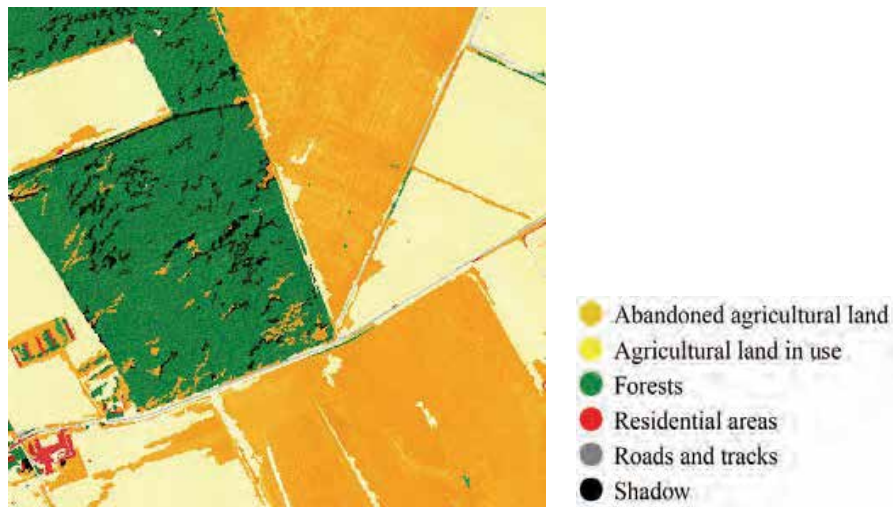 Abandoned agricultural land
Agricultural land in use
Forests
Residential areas
Roads and tracks
Shadow